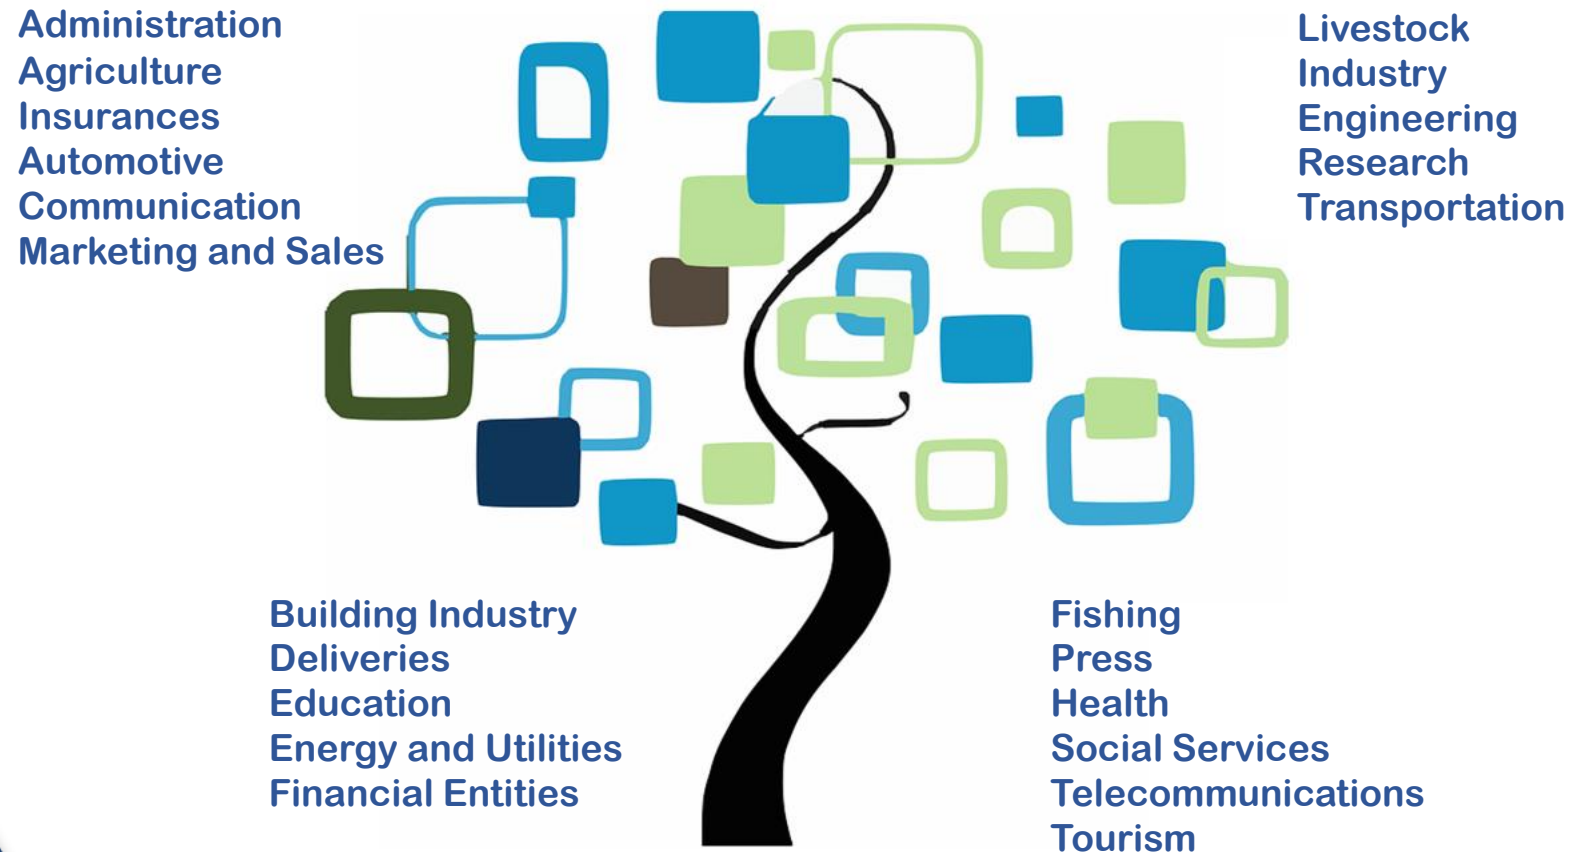 Administration
Agriculture
Insurances
Automotive
Communication
Marketing and Sales
Livestock
Industry
Engineering
Research
Transportation
Building Industry
Deliveries
Education
Energy and Utilities
Financial Entities
Fishing
Press
Health
Social Services
Telecommunications
Tourism